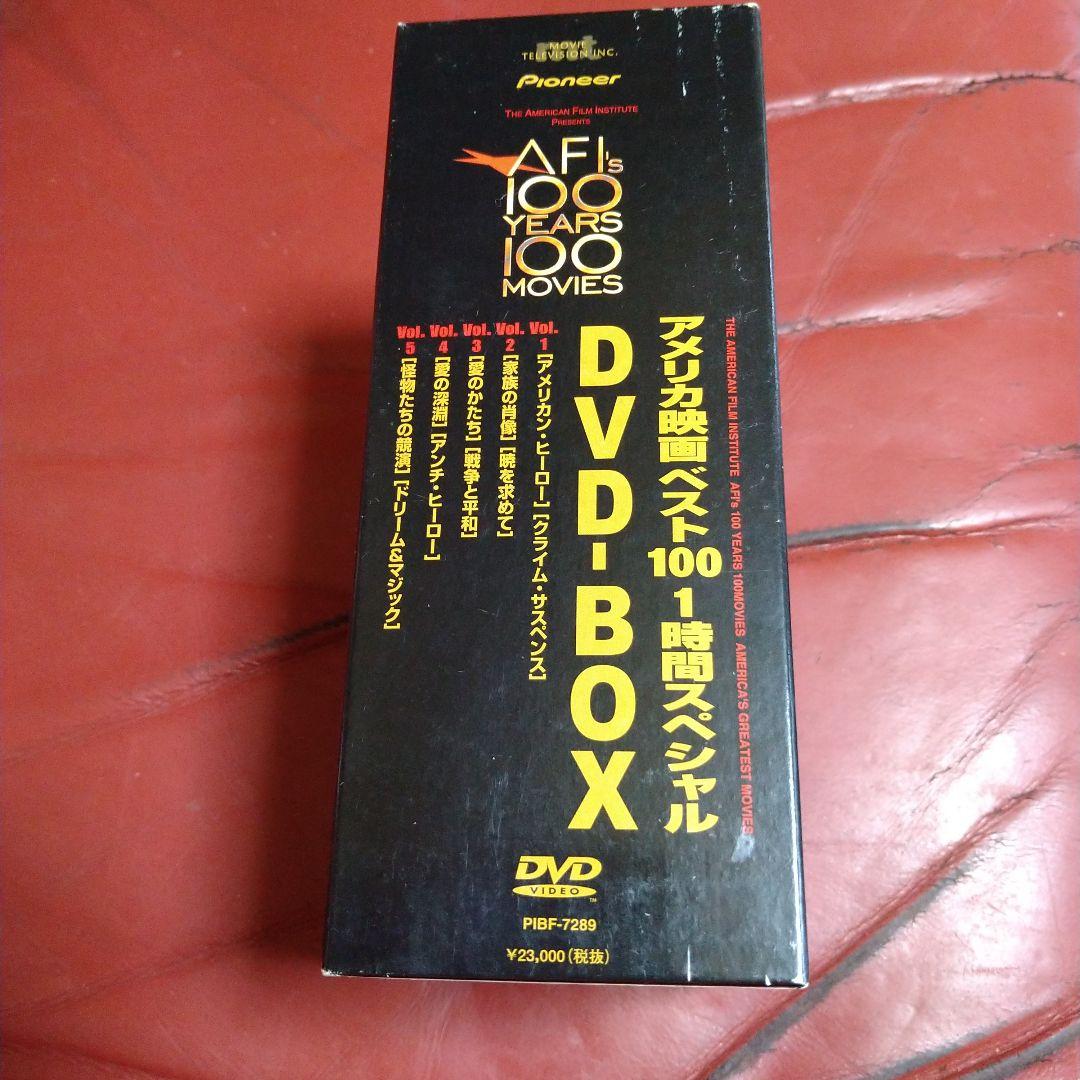 MOVIE
TELEVISION INC.
Pioneer
THE AMERICAN FILM INSTITUTE
PRESENTS
AFI's
100
YEARS
100
MOVIES
THE AMERICAN FILM INSTITUTE AFI's 100 YEARS 100MOVIES AMERICA'S GREATEST MOVIES
アメリカ映画ベスト100 1時間スペシャル
DVD-BOX
Vol.1[アメリカン・ヒーロー][クライム・サスペンス]
Vol.2[家族の肖像][暁を求めて]
Vol.3[愛のかたち][戦争と平和]
Vol.4[愛の深淵][アンチ・ヒーロー]
Vol.5[怪物たちの競演][ドリーム&マジック]
DVD
VIDEO
TM
PIBF-7289
¥23,000(税抜)